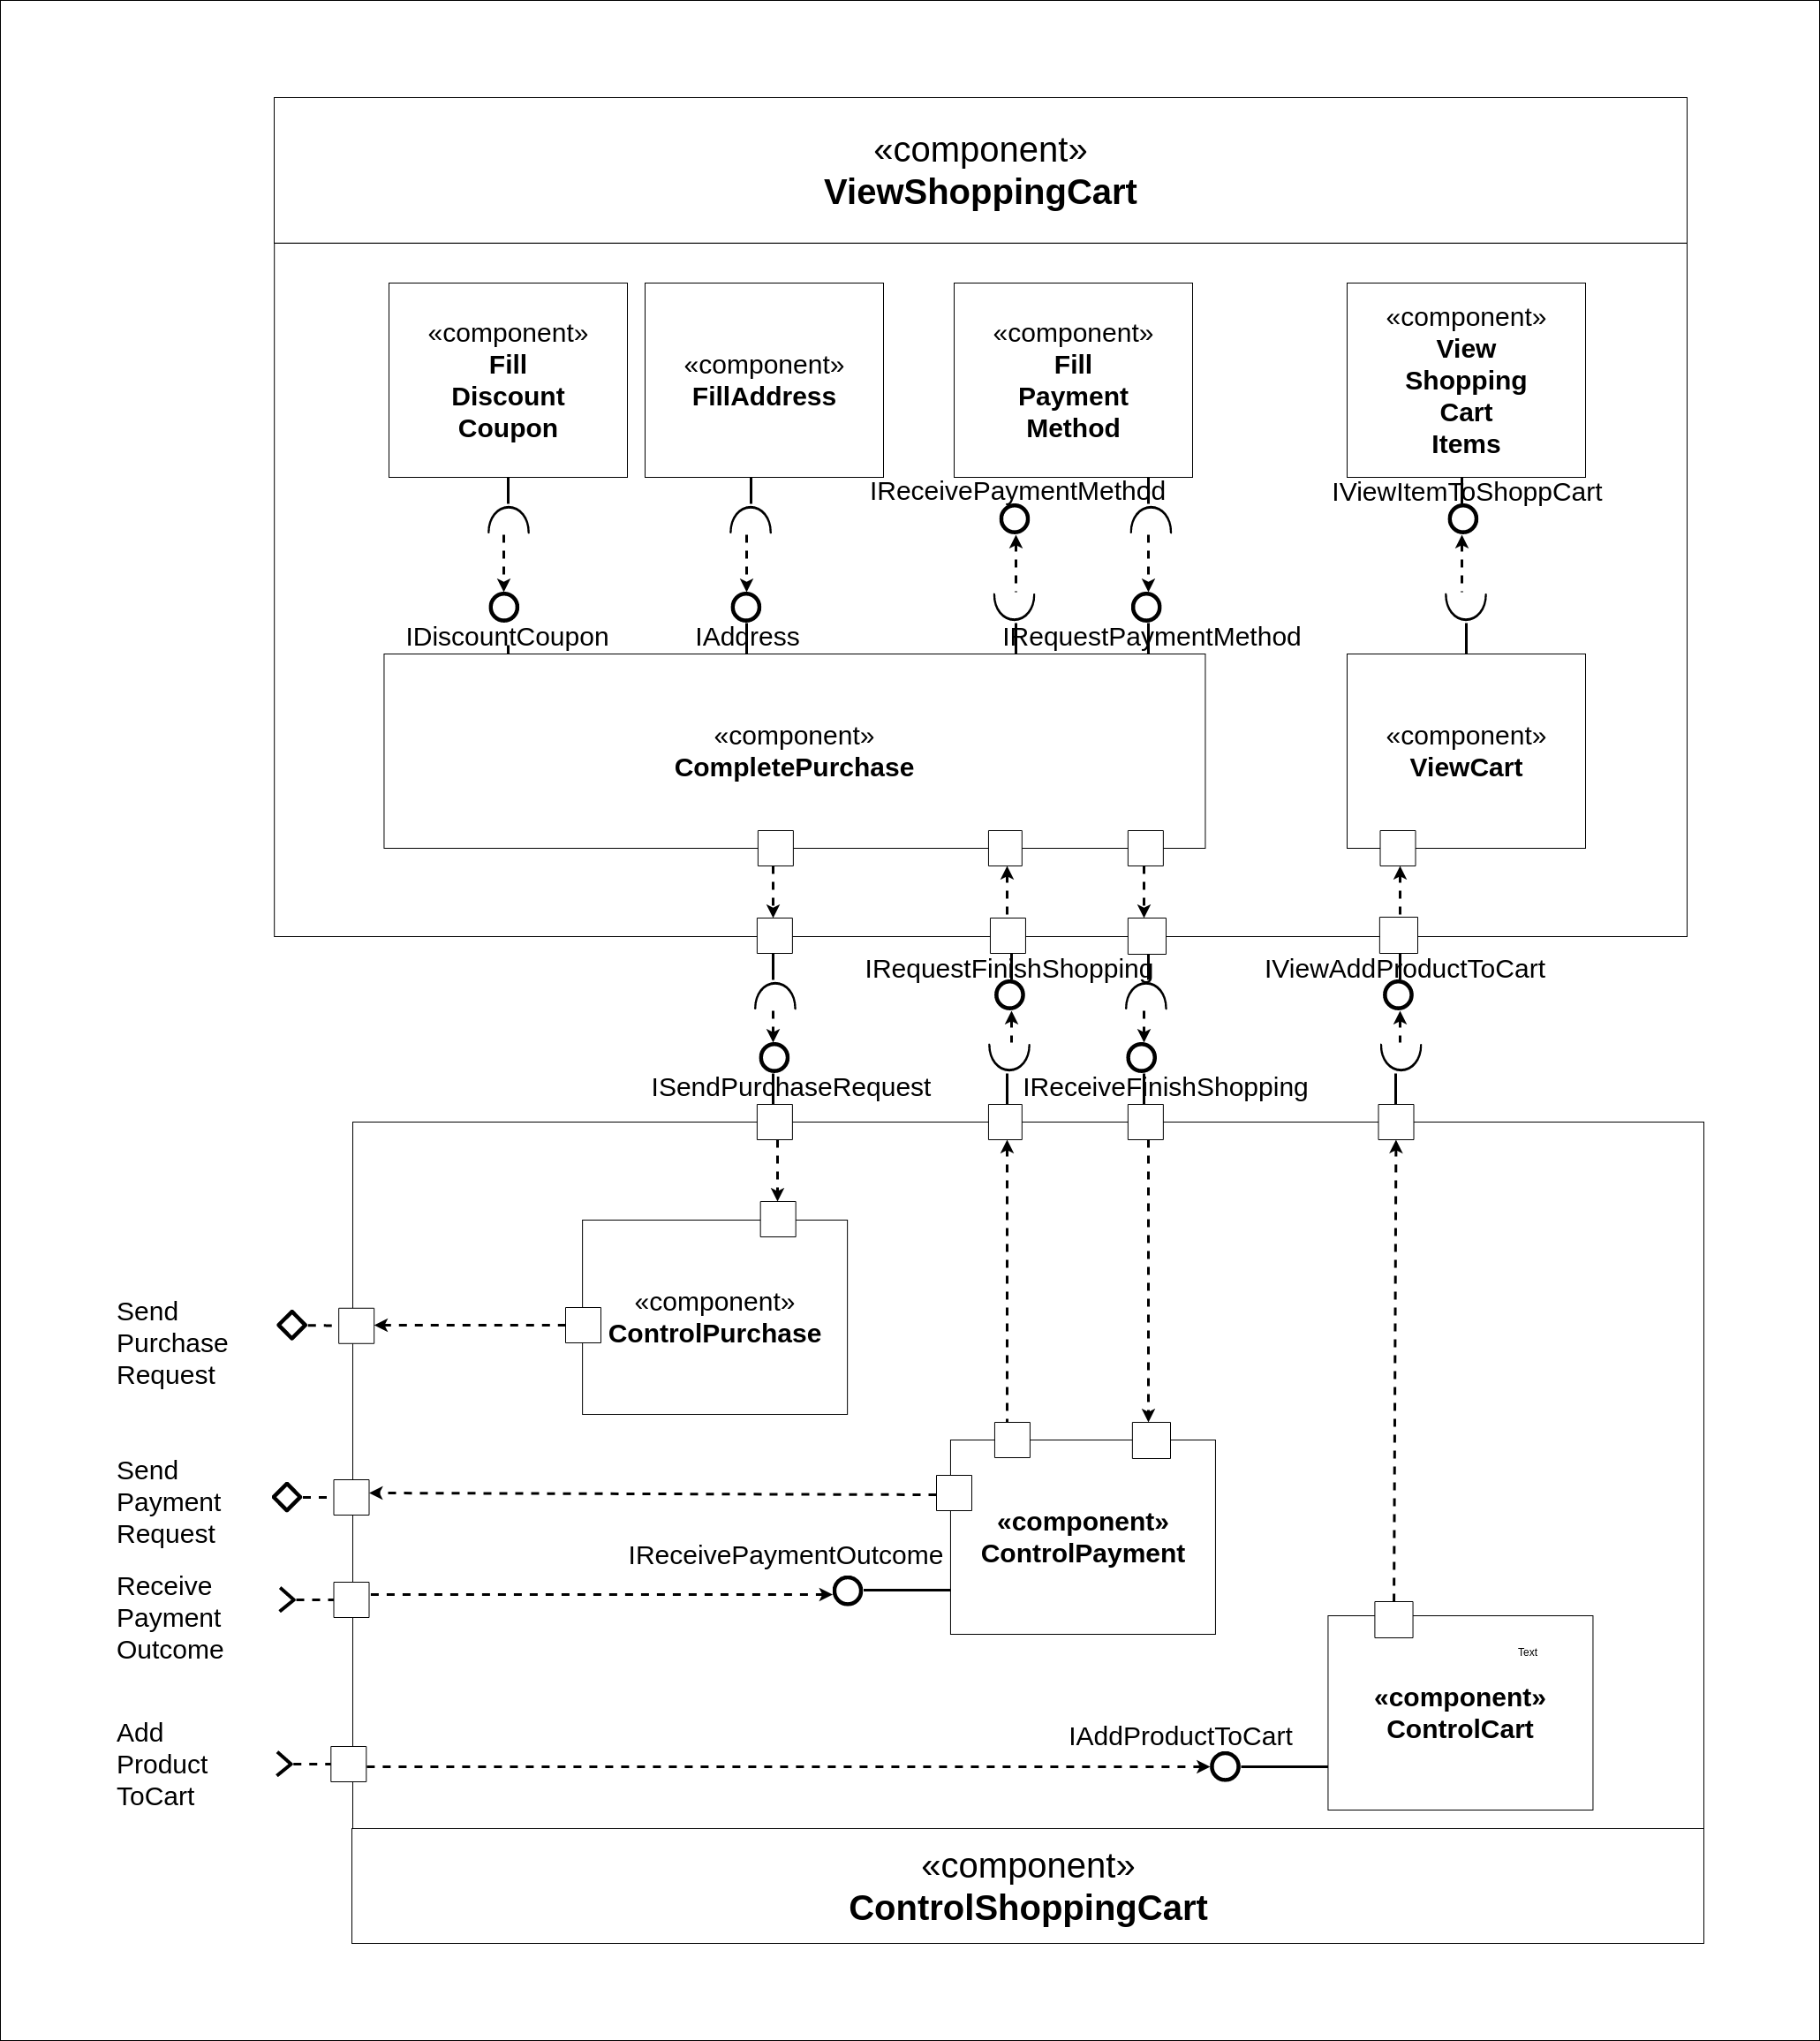 «component»
ViewShoppingCart
«component»
Fill
Discount
Coupon
«component»
FillAddress
«component»
Fill
Payment
Method
«component»
View
Shopping
Cart
Items
IReceivePaymentMethod
IViewItemToShoppCart
IDiscountCoupon
IAddress
IRequestPaymentMethod
«component»
CompletePurchase
«component»
ViewCart
IRequestFinishShopping
IViewAddProductToCart
ISendPurchaseRequest
IReceiveFinishShopping
Send
Purchase
Request
«component»
ControlPurchase
Send
Payment
Request
«component»
ControlPayment
IReceivePaymentOutcome
Receive
Payment
Outcome
Text
«component»
ControlCart
Add
Product
ToCart
IAddProductToCart
«component»
ControlShoppingCart